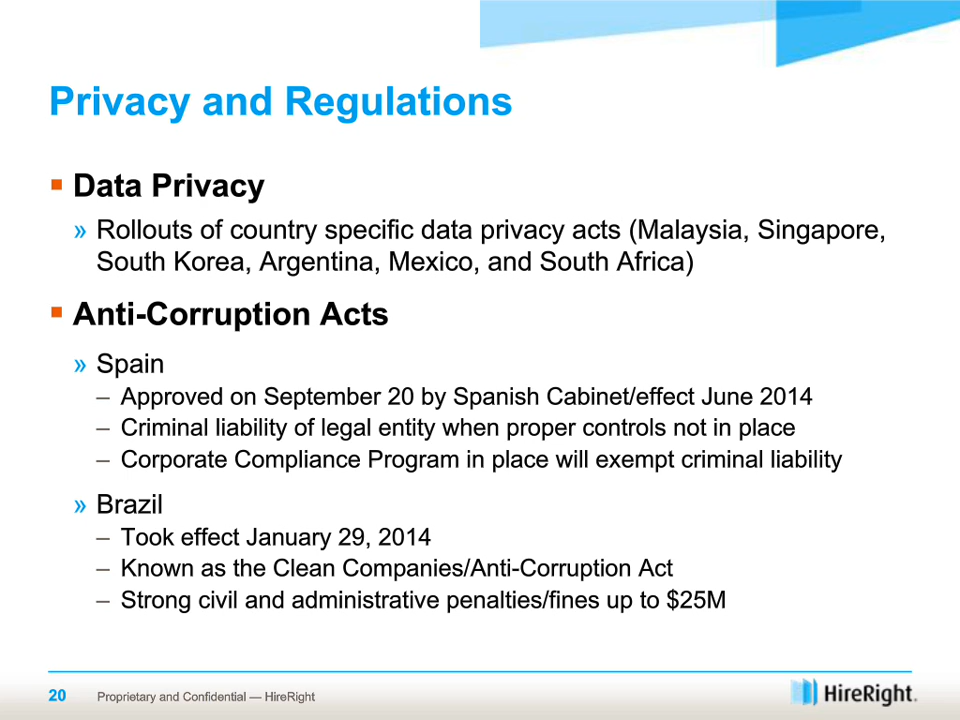 Privacy and Regulations
▪ Data Privacy
» Rollouts of country specific data privacy acts (Malaysia, Singapore,
South Korea, Argentina, Mexico, and South Africa)
▪ Anti-Corruption Acts
» Spain
– Approved on September 20 by Spanish Cabinet/effect June 2014
– Criminal liability of legal entity when proper controls not in place
– Corporate Compliance Program in place will exempt criminal liability
» Brazil
– Took effect January 29, 2014
– Known as the Clean Companies/Anti-Corruption Act
– Strong civil and administrative penalties/fines up to $25M
20 Proprietary and Confidential — HireRight
HireRight